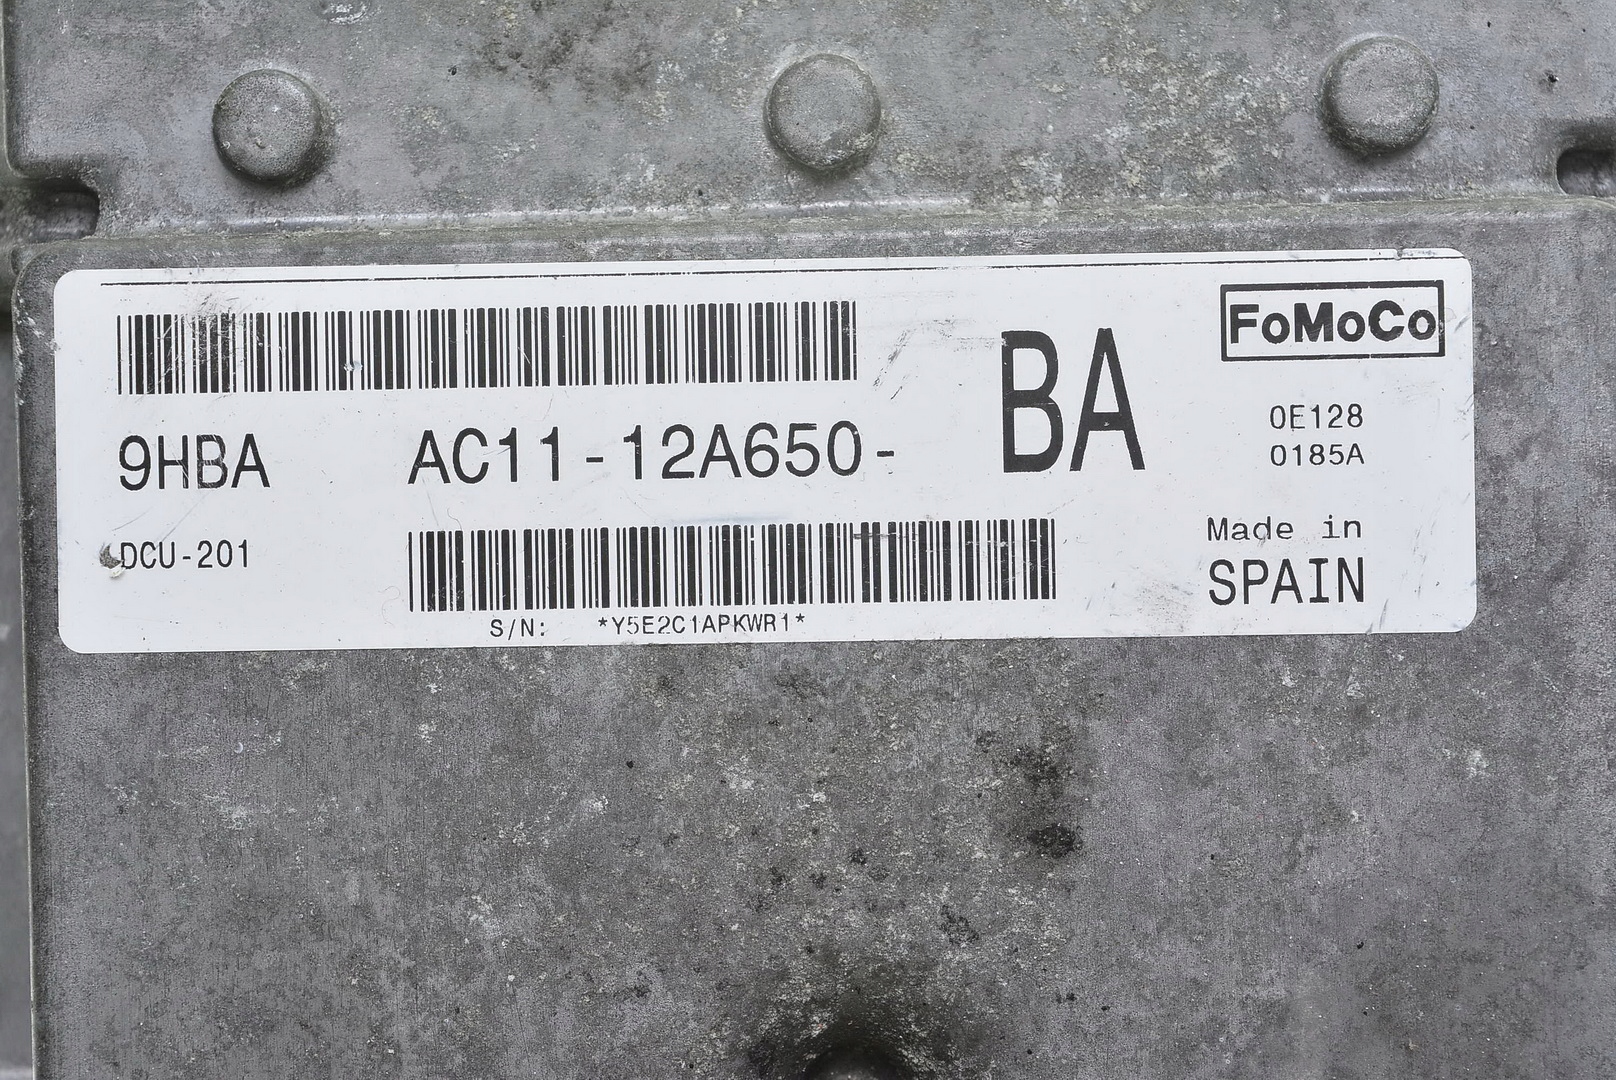 FoMoCo
9HBA AC11-12A650- BA
0E128
0185A
DCU-201
Made in
SPAIN
S/N: *Y5E2C1APKWR1*